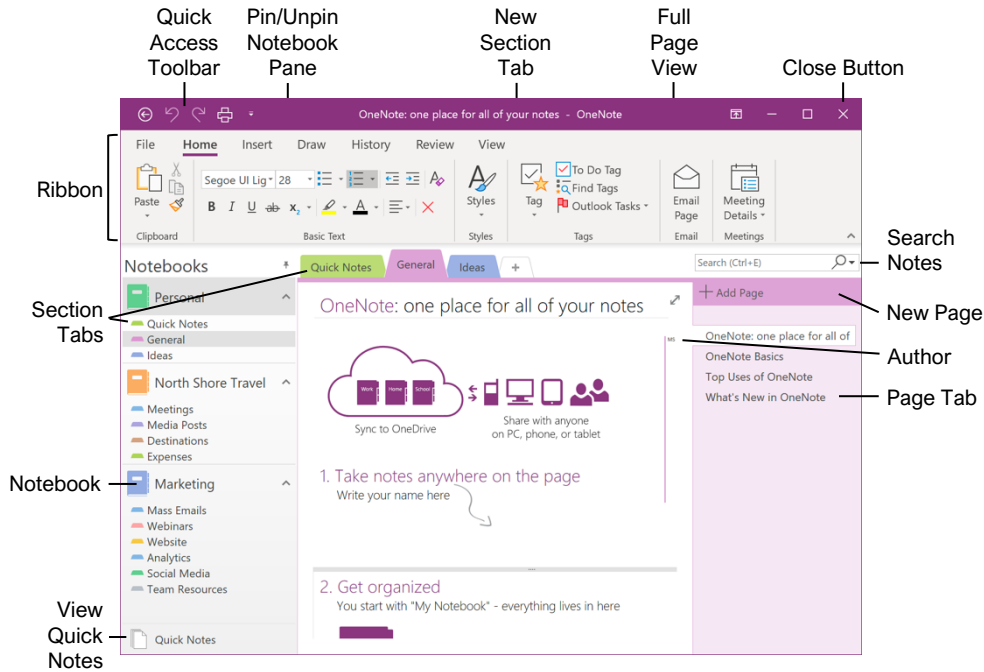 Quick
Access
Toolbar
Pin/Unpin
Notebook
Pane
New
Section
Tab
Full
Page
View
Close Button
OneNote: one place for all of your notes - OneNote
Ribbon
File Home Insert Draw History Review View
Segoe UI Lig 28
Paste
B I U ab x₂ A
Styles
Tag
To Do Tag
Find Tags
Outlook Tasks
Email
Page
Meeting
Details
Clipboard Basic Text Styles Tags Email Meetings
Search
Notes
Notebooks
Quick Notes General Ideas +
Search (Ctrl+E)
Section
Tabs
Personal
Quick Notes
General
Ideas
North Shore Travel
Meetings
Media Posts
Destinations
Expenses
Notebook
Marketing
Mass Emails
Webinars
Website
Analytics
Social Media
Team Resources
View
Quick
Notes
Quick Notes
OneNote: one place for all of your notes
Work Home School
Sync to OneDrive
Share with anyone
on PC, phone, or tablet
1. Take notes anywhere on the page
Write your name here
2. Get organized
You start with "My Notebook" - everything lives in here
MS
Add Page
New Page
OneNote: one place for all of
Author
OneNote Basics
Top Uses of OneNote
What's New in OneNote
Page Tab